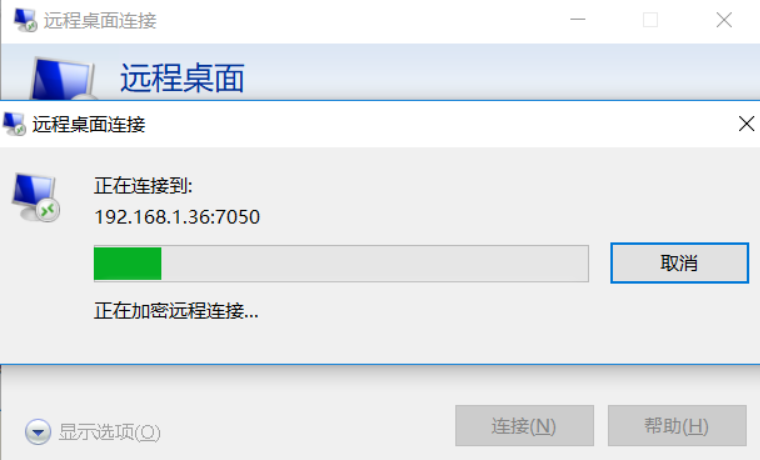 远程桌面连接
远程桌面
远程桌面连接
正在连接到:
192.168.1.36:7050
取消
正在加密远程连接...
显示选项(O)
连接(N)
帮助(H)